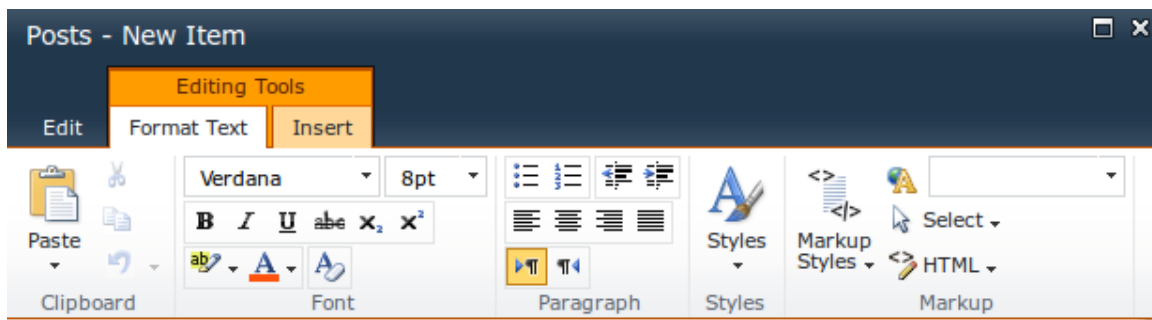 Posts - New Item
Editing Tools
Edit
Format Text
Insert
Verdana
8pt
B I U abc X₂ X²
ab A A
Paste
Styles
Markup
Styles
Select
HTML
Clipboard
Font
Paragraph
Styles
Markup